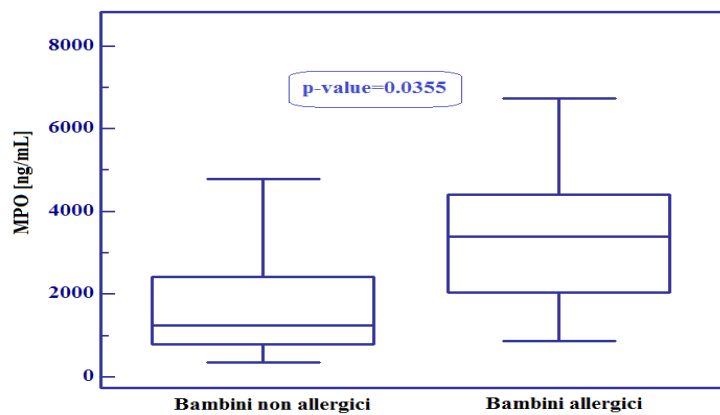 8000
p-value=0.0355
6000
MPO [ng/mL]
4000
2000
0
Bambini non allergici
Bambini allergici